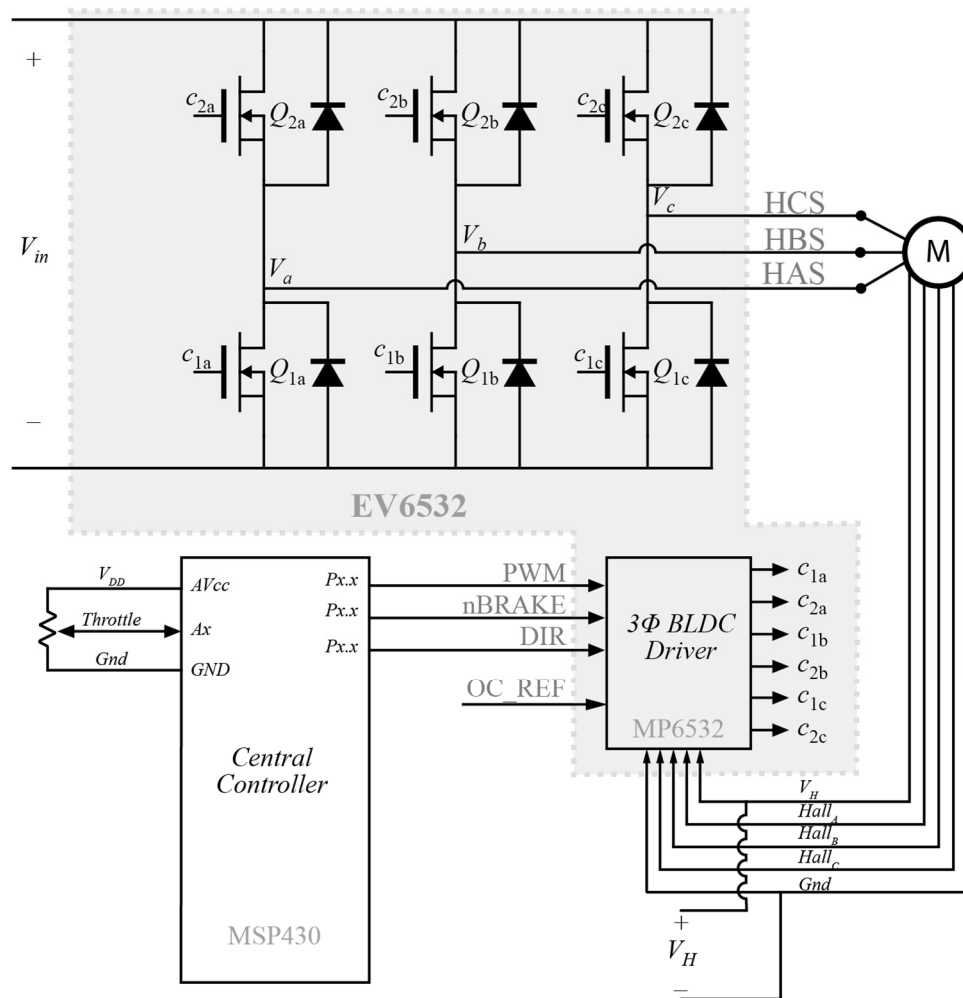 +
c2a
Q2a
c2b
Q2b
c2c
Q2c
Vin
Vc
HCS
Vb
HBS
Va
HAS
M
c1a
Q1a
c1b
Q1b
c1c
Q1c
–
EV6532
VDD
AVcc
Throttle
Ax
Gnd
GND
Px.x
Px.x
Px.x
Central
Controller
MSP430
PWM
nBRAKE
DIR
OC_REF
3Φ BLDC
Driver
MP6532
c1a
c2a
c1b
c2b
c1c
c2c
VH
HallA
HallB
HallC
Gnd
+
VH
–